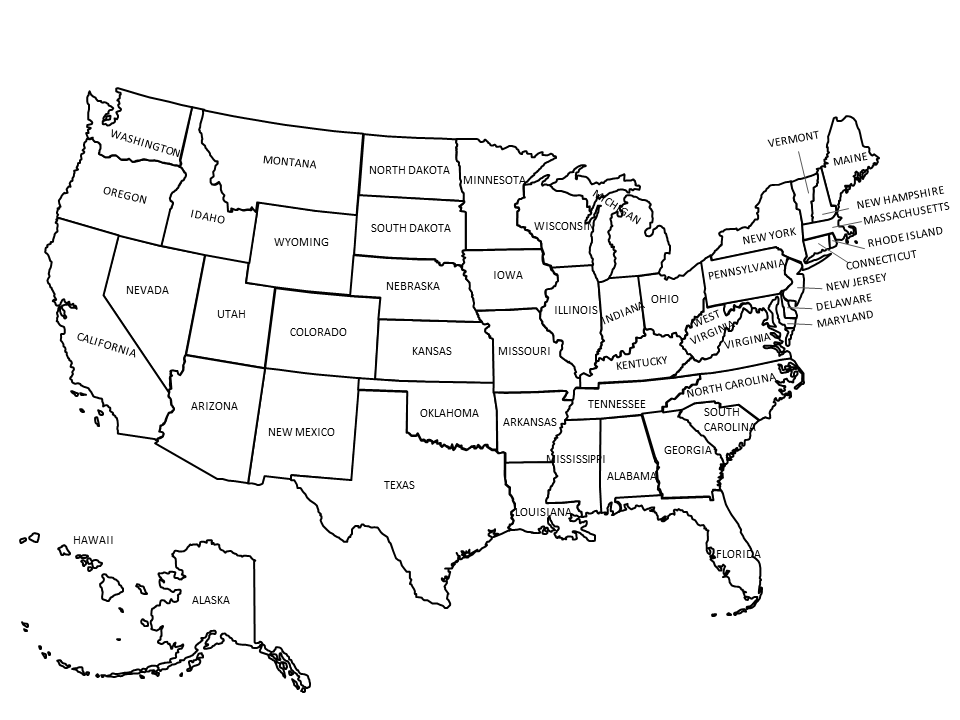 VERMONT
WASHINGTON
MONTANA
NORTH DAKOTA
MINNESOTA
MAINE
OREGON
IDAHO
SOUTH DAKOTA
WISCONSIN
MICHIGAN
NEW HAMPSHIRE
MASSACHUSETTS
WYOMING
NEW YORK
RHODE ISLAND
CONNECTICUT
NEVADA
NEBRASKA
IOWA
PENNSYLVANIA
NEW JERSEY
UTAH
COLORADO
ILLINOIS
INDIANA
OHIO
DELAWARE
MARYLAND
CALIFORNIA
KANSAS
MISSOURI
WEST
VIRGINIA
VIRGINIA
KENTUCKY
ARIZONA
NEW MEXICO
OKLAHOMA
ARKANSAS
TENNESSEE
NORTH CAROLINA
SOUTH
CAROLINA
TEXAS
MISSISSIPPI
ALABAMA
GEORGIA
LOUISIANA
FLORIDA
HAWAII
ALASKA